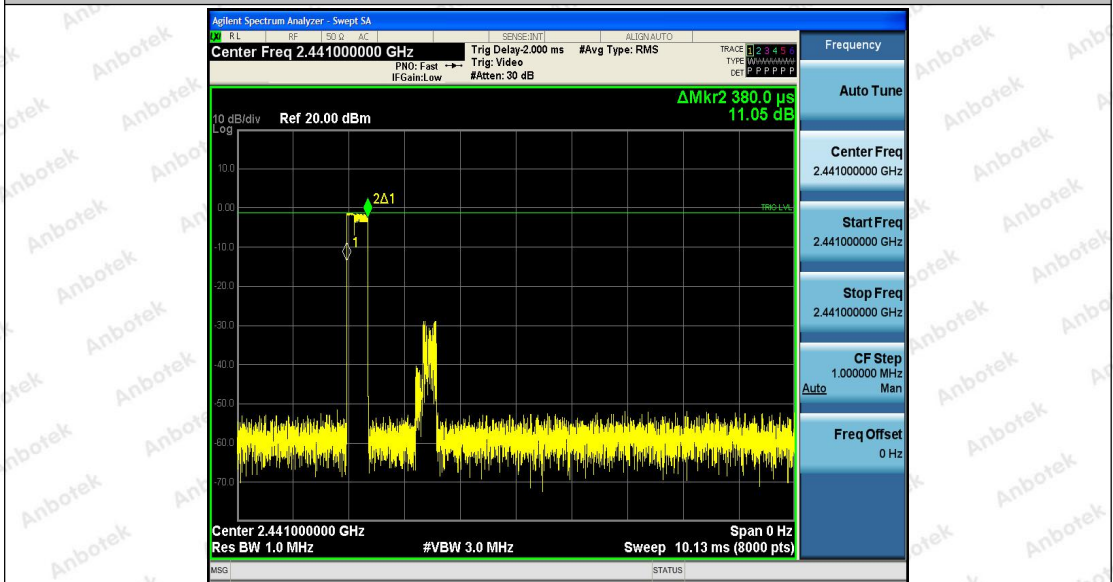 Agilent Spectrum Analyzer - Swept SA
LXI RL RF 50 Ω AC SENSE:INT ALIGN AUTO
Center Freq 2.441000000 GHz
PNO: Fast
IFGain:Low
Trig Delay-2.000 ms
Trig: Video
#Atten: 30 dB
#Avg Type: RMS
TRACE 1 2 3 4 5 6
TYPE WWWWWW
DET P P P P P P
ΔMkr2 380.0 µs
11.05 dB
10 dB/div
Log
Ref 20.00 dBm
10.0
0.00
-10.0
-20.0
-30.0
-40.0
-50.0
-60.0
-70.0
2Δ1
1
TRIG LVL
Center 2.441000000 GHz
Span 0 Hz
Res BW 1.0 MHz
#VBW 3.0 MHz
Sweep 10.13 ms (8000 pts)
MSG
STATUS
Frequency
Auto Tune
Center Freq
2.441000000 GHz
Start Freq
2.441000000 GHz
Stop Freq
2.441000000 GHz
CF Step
1.000000 MHz
Auto Man
Freq Offset
0 Hz
Anbotek